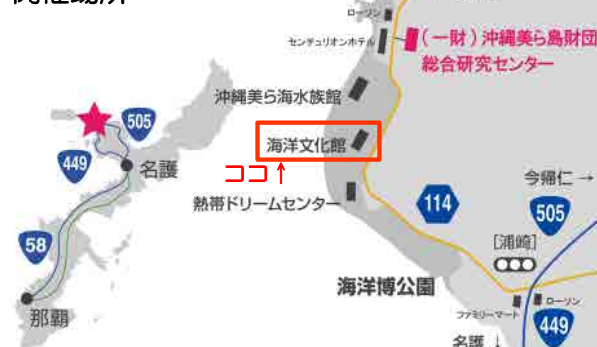 ローソン
センチュリオンホテル
(一財)沖縄美ら島財団
総合研究センター
沖縄美ら海水族館
505
海洋文化館
449
名護
ココ↑
今帰仁 →
熱帯ドリームセンター
114
505
[浦崎]
58
海洋博公園
ファミリーマート
ローソン
449
那覇
名護 ↓